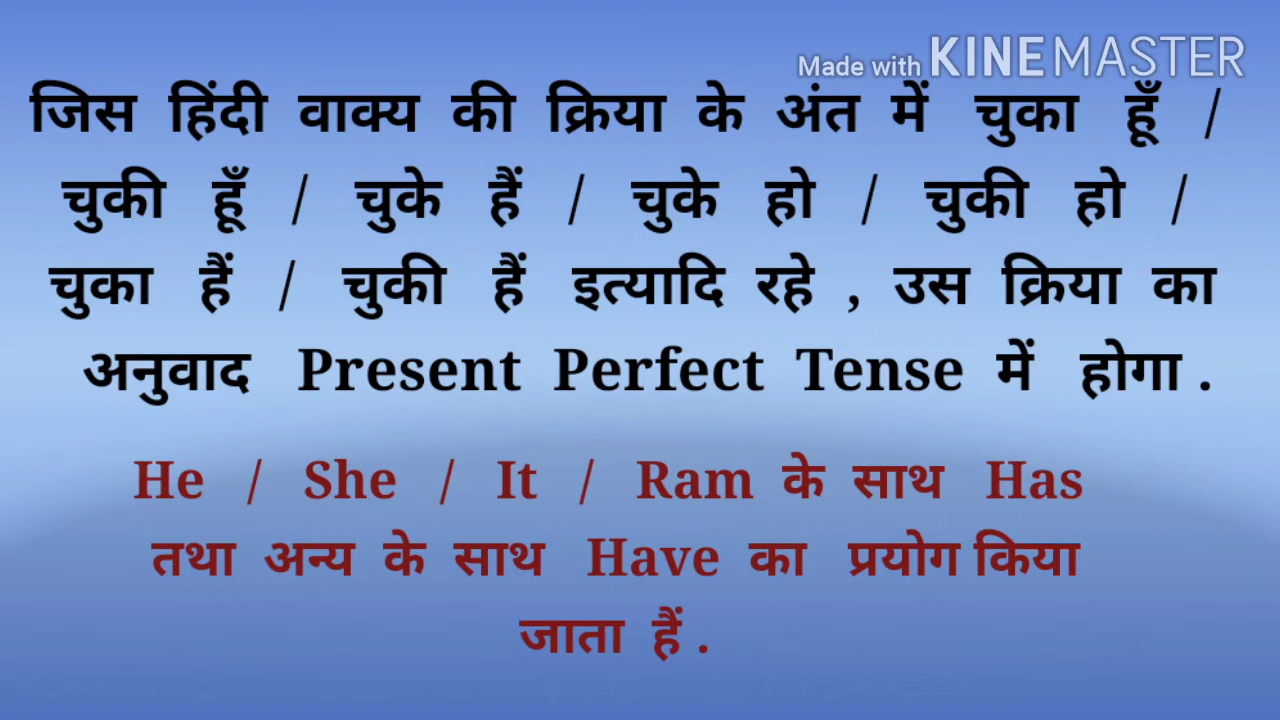 Made with KINEMASTER
जिस हिंदी वाक्य की क्रिया के अंत में चुका हूँ /
चुकी हूँ / चुके हैं / चुके हो / चुकी हो /
चुका हैं / चुकी हैं इत्यादि रहे , उस क्रिया का
अनुवाद Present Perfect Tense में होगा .
He / She / It / Ram के साथ Has
तथा अन्य के साथ Have का प्रयोग किया
जाता हैं .